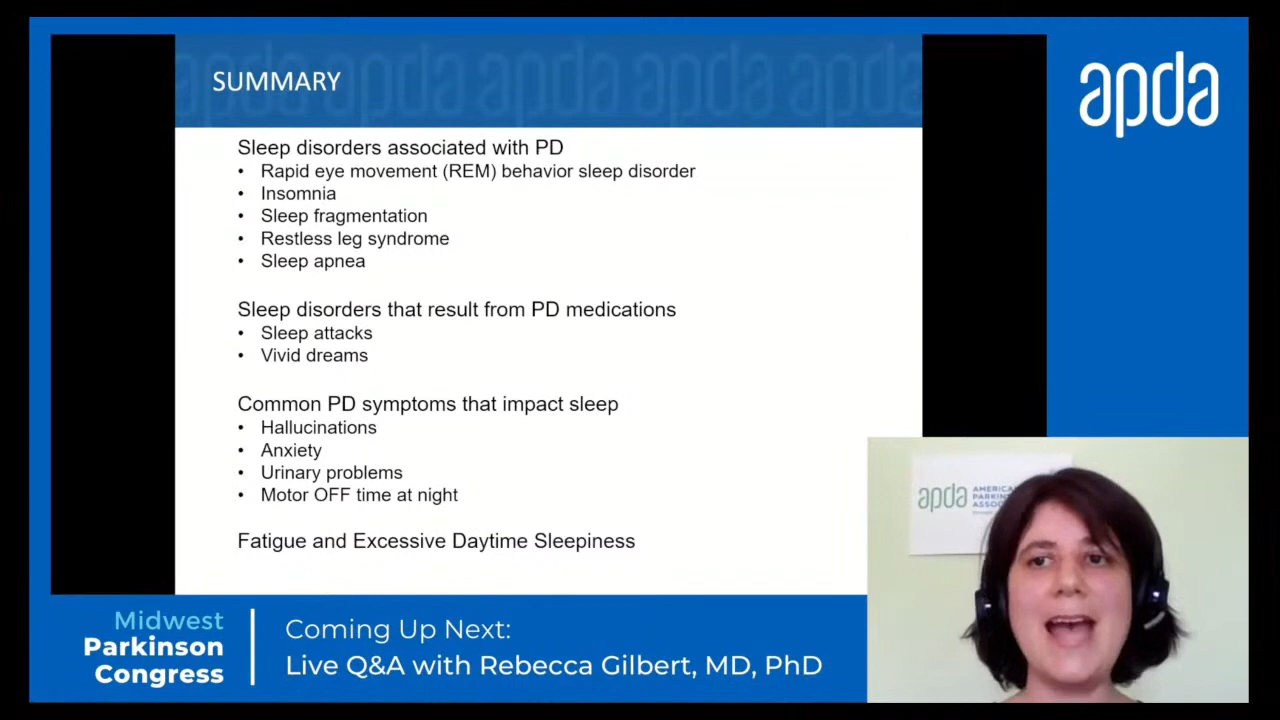 SUMMARY
Sleep disorders associated with PD
• Rapid eye movement (REM) behavior sleep disorder
• Insomnia
• Sleep fragmentation
• Restless leg syndrome
• Sleep apnea
Sleep disorders that result from PD medications
• Sleep attacks
• Vivid dreams
Common PD symptoms that impact sleep
• Hallucinations
• Anxiety
• Urinary problems
• Motor OFF time at night
Fatigue and Excessive Daytime Sleepiness
apda
apda
Midwest
Parkinson
Congress
Coming Up Next:
Live Q&A with Rebecca Gilbert, MD, PhD